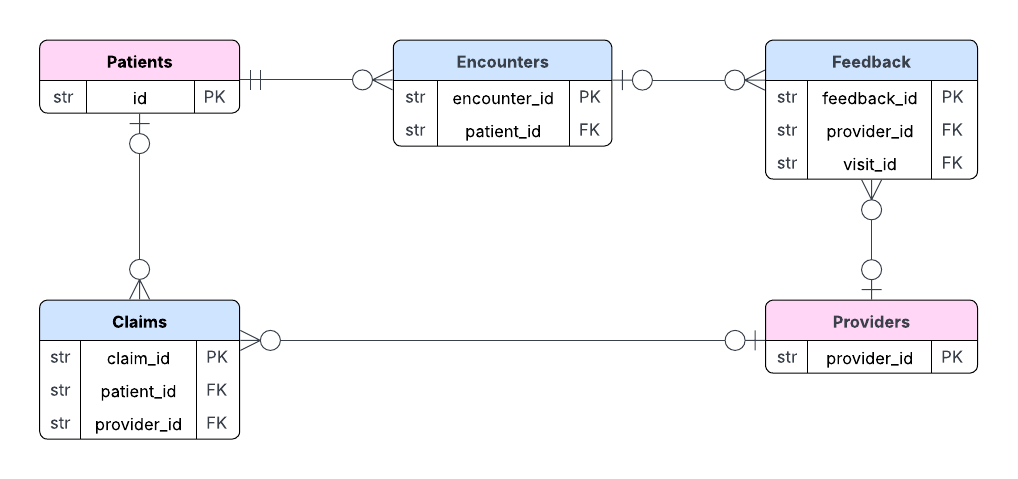 Patients
str id PK
Encounters
str encounter_id PK
str patient_id FK
Feedback
str feedback_id PK
str provider_id FK
str visit_id FK
Claims
str claim_id PK
str patient_id FK
str provider_id FK
Providers
str provider_id PK